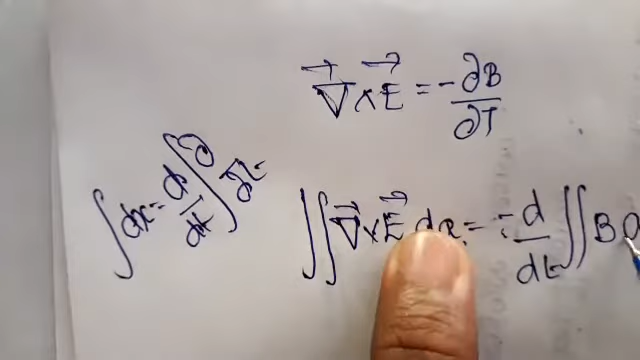 ∇×E = -∂B/∂T
∫dx = d/dt ∫∂
∬∇×E da = -d/dt ∬B